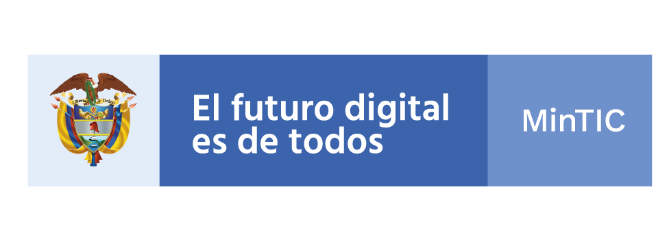 El futuro digital
es de todos
MinTIC